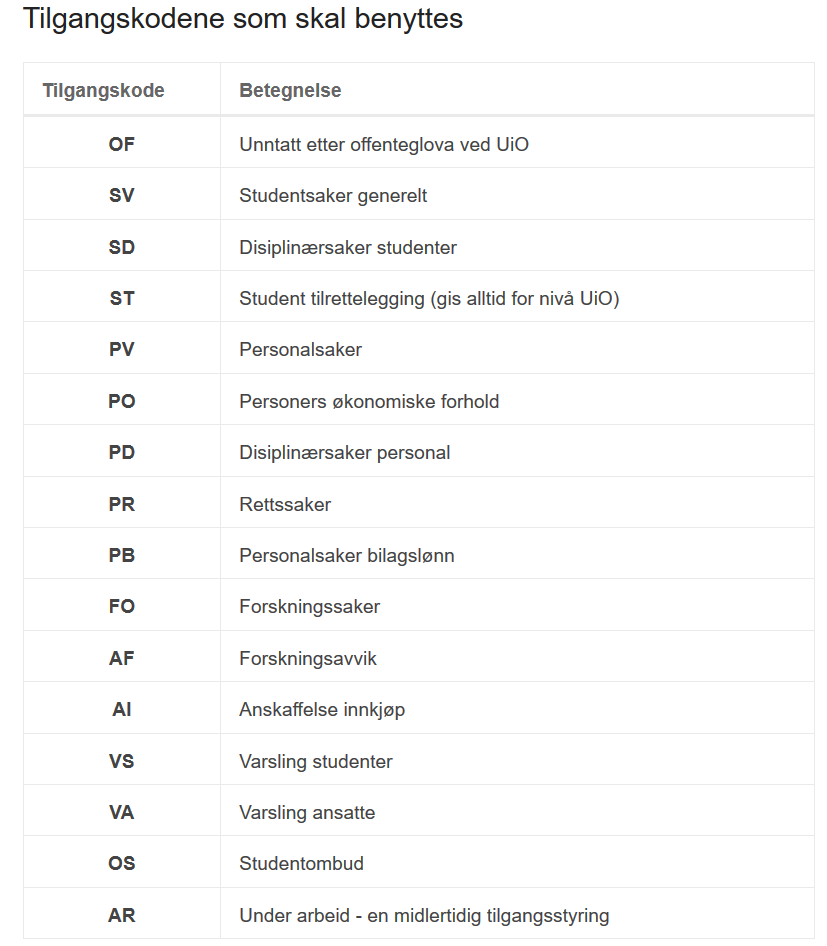 Tilgangskodene som skal benyttes
Tilgangskode Betegnelse
OF Unntatt etter offenteglova ved UiO
SV Studentsaker generelt
SD Disiplinærsaker studenter
ST Student tilrettelegging (gis alltid for nivå UiO)
PV Personalsaker
PO Personers økonomiske forhold
PD Disiplinærsaker personal
PR Rettssaker
PB Personalsaker bilagslønn
FO Forskningssaker
AF Forskningsavvik
AI Anskaffelse innkjøp
VS Varsling studenter
VA Varsling ansatte
OS Studentombud
AR Under arbeid - en midlertidig tilgangsstyring